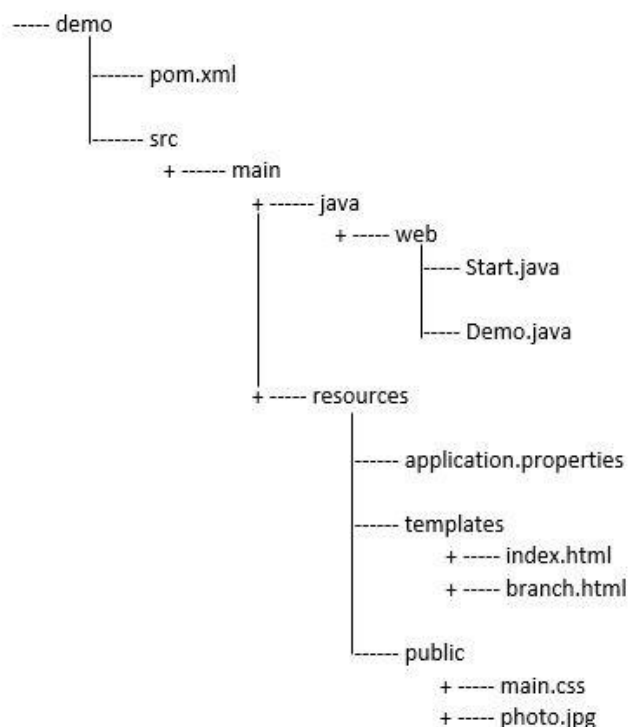 ----- demo
------- pom.xml
------- src
+ ------ main
+ ------ java
+ ----- web
----- Start.java
----- Demo.java
+ ----- resources
------ application.properties
------ templates
+ ----- index.html
+ ----- branch.html
------ public
+ ----- main.css
+ ----- photo.jpg